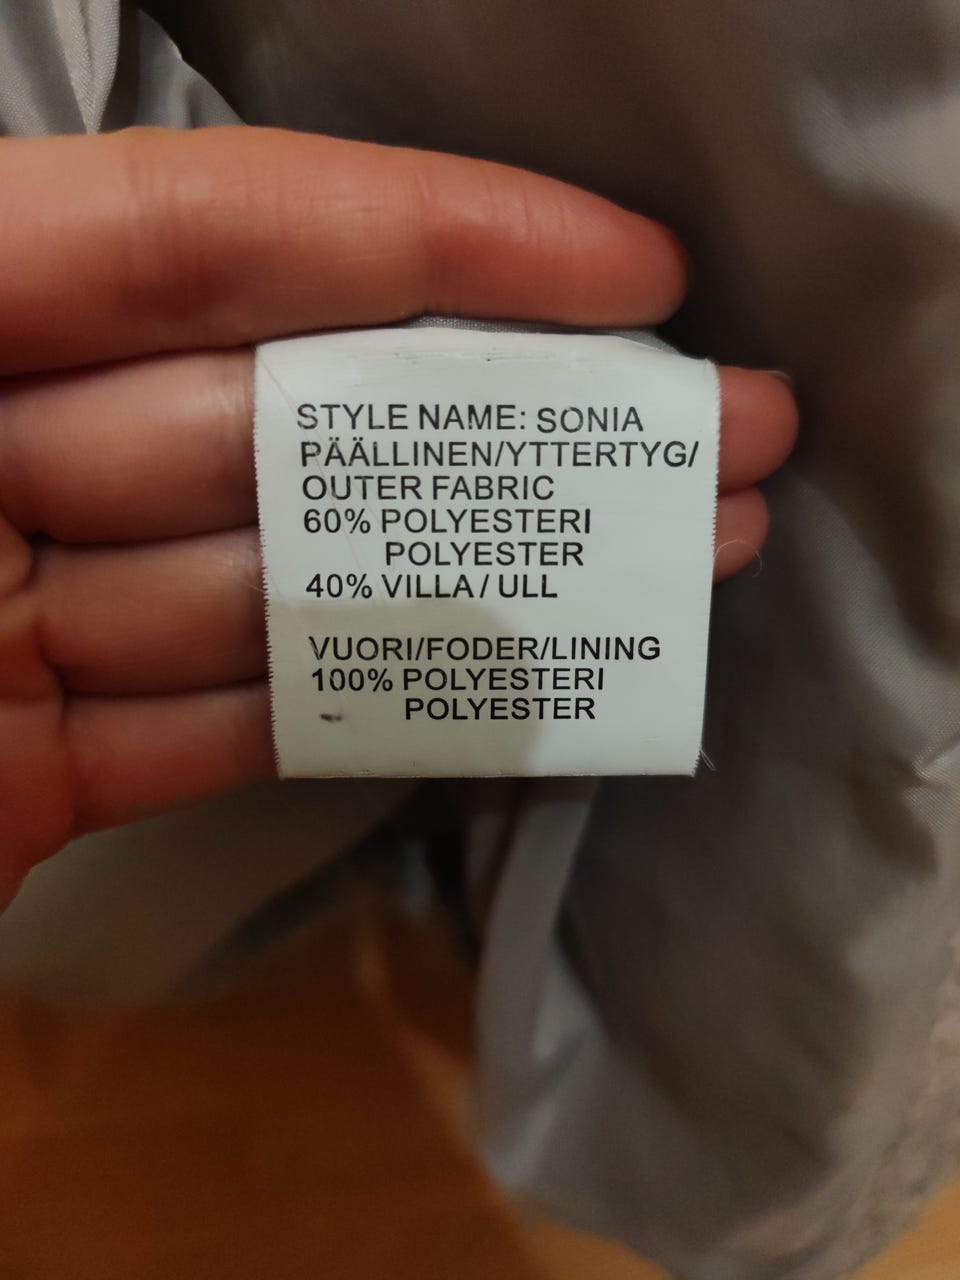 STYLE NAME: SONIA
PÄÄLLINEN/YTTERTYG/
OUTER FABRIC
60% POLYESTERI
POLYESTER
40% VILLA / ULL
VUORI/FODER/LINING
100% POLYESTERI
POLYESTER